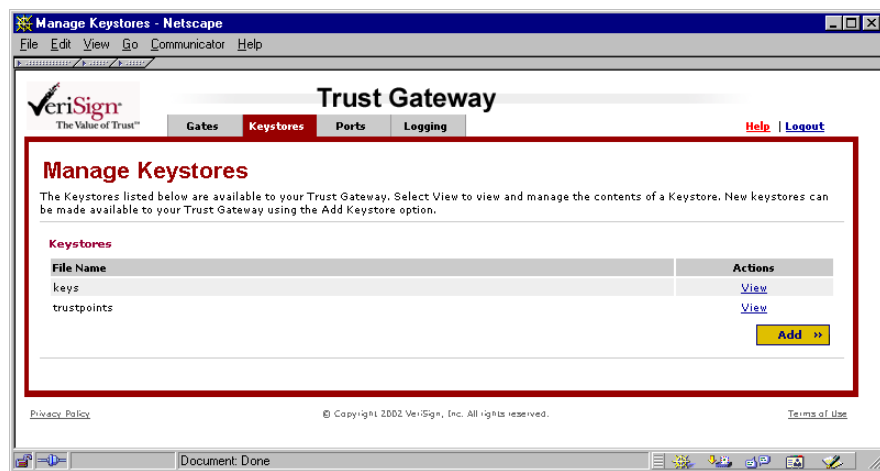 Manage Keystores - Netscape
File Edit View Go Communicator Help
VeriSign
The Value of Trust℠
Trust Gateway
Gates Keystores Ports Logging
Help | Logout
Manage Keystores
The Keystores listed below are available to your Trust Gateway. Select View to view and manage the contents of a Keystore. New keystores can
be made available to your Trust Gateway using the Add Keystore option.
Keystores
File Name Actions
keys View
trustpoints View
Add »
Privacy Policy © Copyright 2002 VeriSign, Inc. All rights reserved. Terms of Use
Document: Done